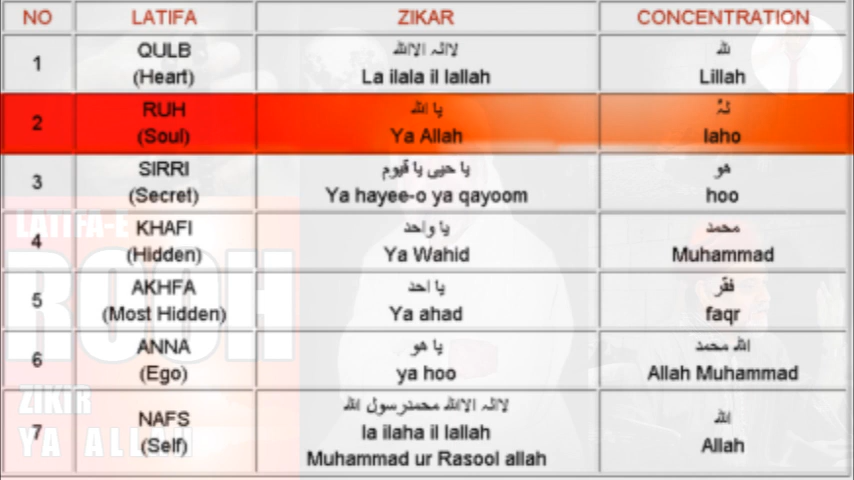 NO LATIFA ZIKAR CONCENTRATION
1 QULB (Heart) لاالہ الااللہ La ilala il lallah للہ Lillah
2 RUH (Soul) یا اللہ Ya Allah لہُ laho
3 SIRRI (Secret) یا حیی یا قیوم Ya hayee-o ya qayoom ھو hoo
4 KHAFI (Hidden) یا واحد Ya Wahid محمد Muhammad
5 AKHFA (Most Hidden) یا احد Ya ahad فقر faqr
6 ANNA (Ego) یا ھو ya hoo اللہ محمد Allah Muhammad
7 NAFS (Self) لاالہ الااللہ محمدرسول اللہ la ilaha il lallah Muhammad ur Rasool allah اللہ Allah
LATIFA-E
ROOH
ZIKIR
YA ALLAH